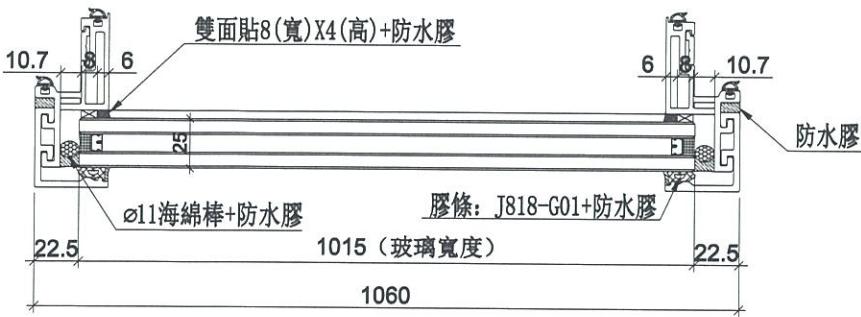 雙面貼8(寬)X4(高)+防水膠
10.7 8 6
6 8 10.7
防水膠
25
⌀11海綿棒+防水膠
膠條: J818-G01+防水膠
22.5 1015 (玻璃寬度) 22.5
1060